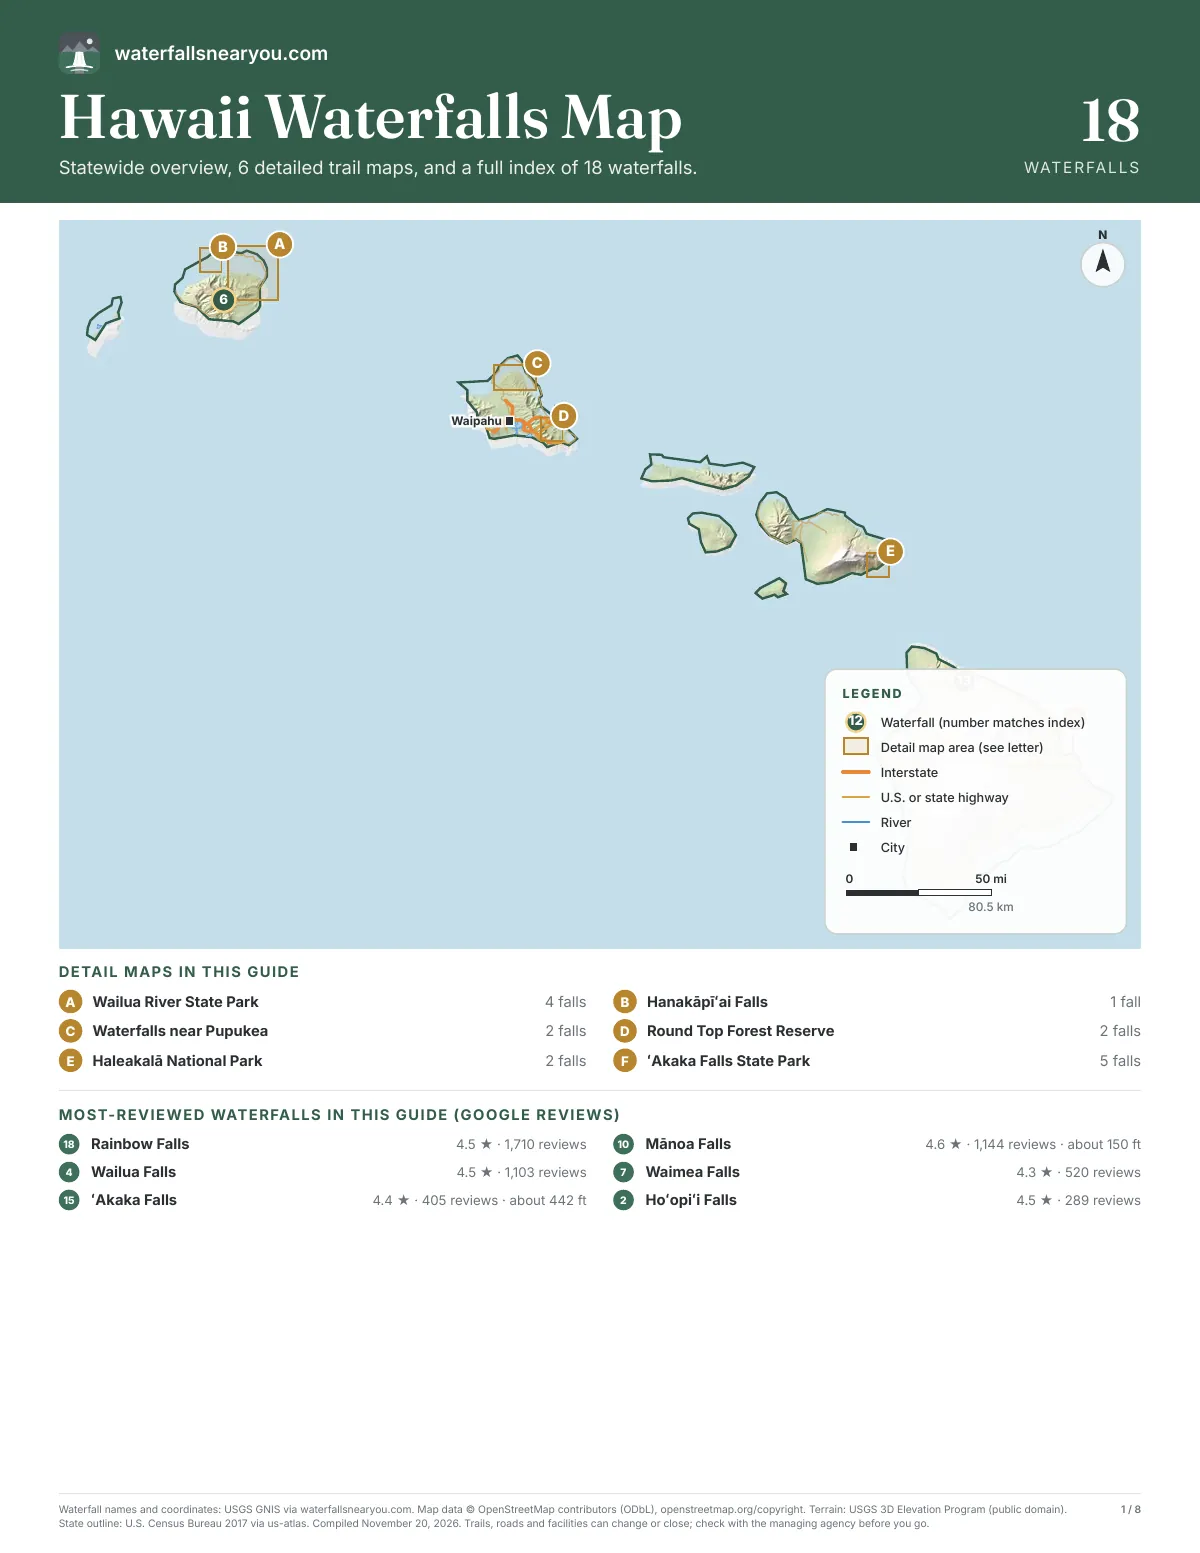 waterfallsnearyou.com
Hawaii Waterfalls Map
18
Statewide overview, 6 detailed trail maps, and a full index of 18 waterfalls.
WATERFALLS
B
A
N
6
C
Waipahu
D
E
LEGEND
12 Waterfall (number matches index)
Detail map area (see letter)
Interstate
U.S. or state highway
River
City
0 50 mi
80.5 km
DETAIL MAPS IN THIS GUIDE
A Wailua River State Park 4 falls
B Hanakāpīʻai Falls 1 fall
C Waterfalls near Pupukea 2 falls
D Round Top Forest Reserve 2 falls
E Haleakalā National Park 2 falls
F ʻAkaka Falls State Park 5 falls
MOST-REVIEWED WATERFALLS IN THIS GUIDE (GOOGLE REVIEWS)
18 Rainbow Falls 4.5 ★ · 1,710 reviews
10 Mānoa Falls 4.6 ★ · 1,144 reviews · about 150 ft
4 Wailua Falls 4.5 ★ · 1,103 reviews
7 Waimea Falls 4.3 ★ · 520 reviews
15 ʻAkaka Falls 4.4 ★ · 405 reviews · about 442 ft
2 Hoʻopiʻi Falls 4.5 ★ · 289 reviews
Waterfall names and coordinates: USGS GNIS via waterfallsnearyou.com. Map data © OpenStreetMap contributors (ODbL), openstreetmap.org/copyright. Terrain: USGS 3D Elevation Program (public domain).
1 / 8
State outline: U.S. Census Bureau 2017 via us-atlas. Compiled November 20, 2026. Trails, roads and facilities can change or close; check with the managing agency before you go.